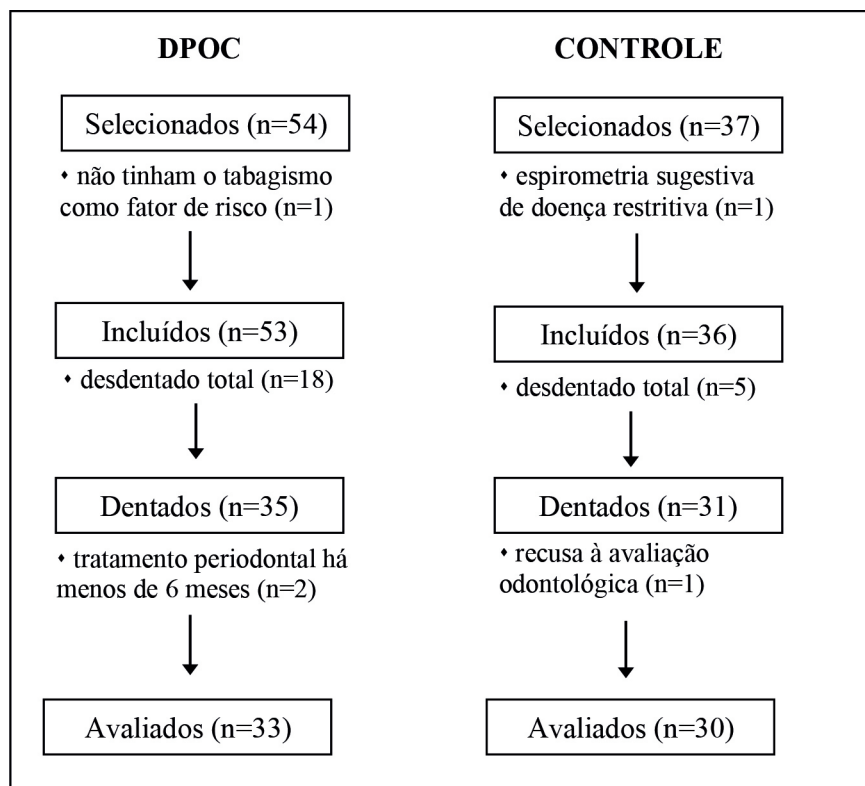 DPOC
Selecionados (n=54)
⬧ não tinham o tabagismo
como fator de risco (n=1)
Incluídos (n=53)
⬧ desdentado total (n=18)
Dentados (n=35)
⬧ tratamento periodontal há
menos de 6 meses (n=2)
Avaliados (n=33)
CONTROLE
Selecionados (n=37)
⬧ espirometria sugestiva
de doença restritiva (n=1)
Incluídos (n=36)
⬧ desdentado total (n=5)
Dentados (n=31)
⬧ recusa à avaliação
odontológica (n=1)
Avaliados (n=30)